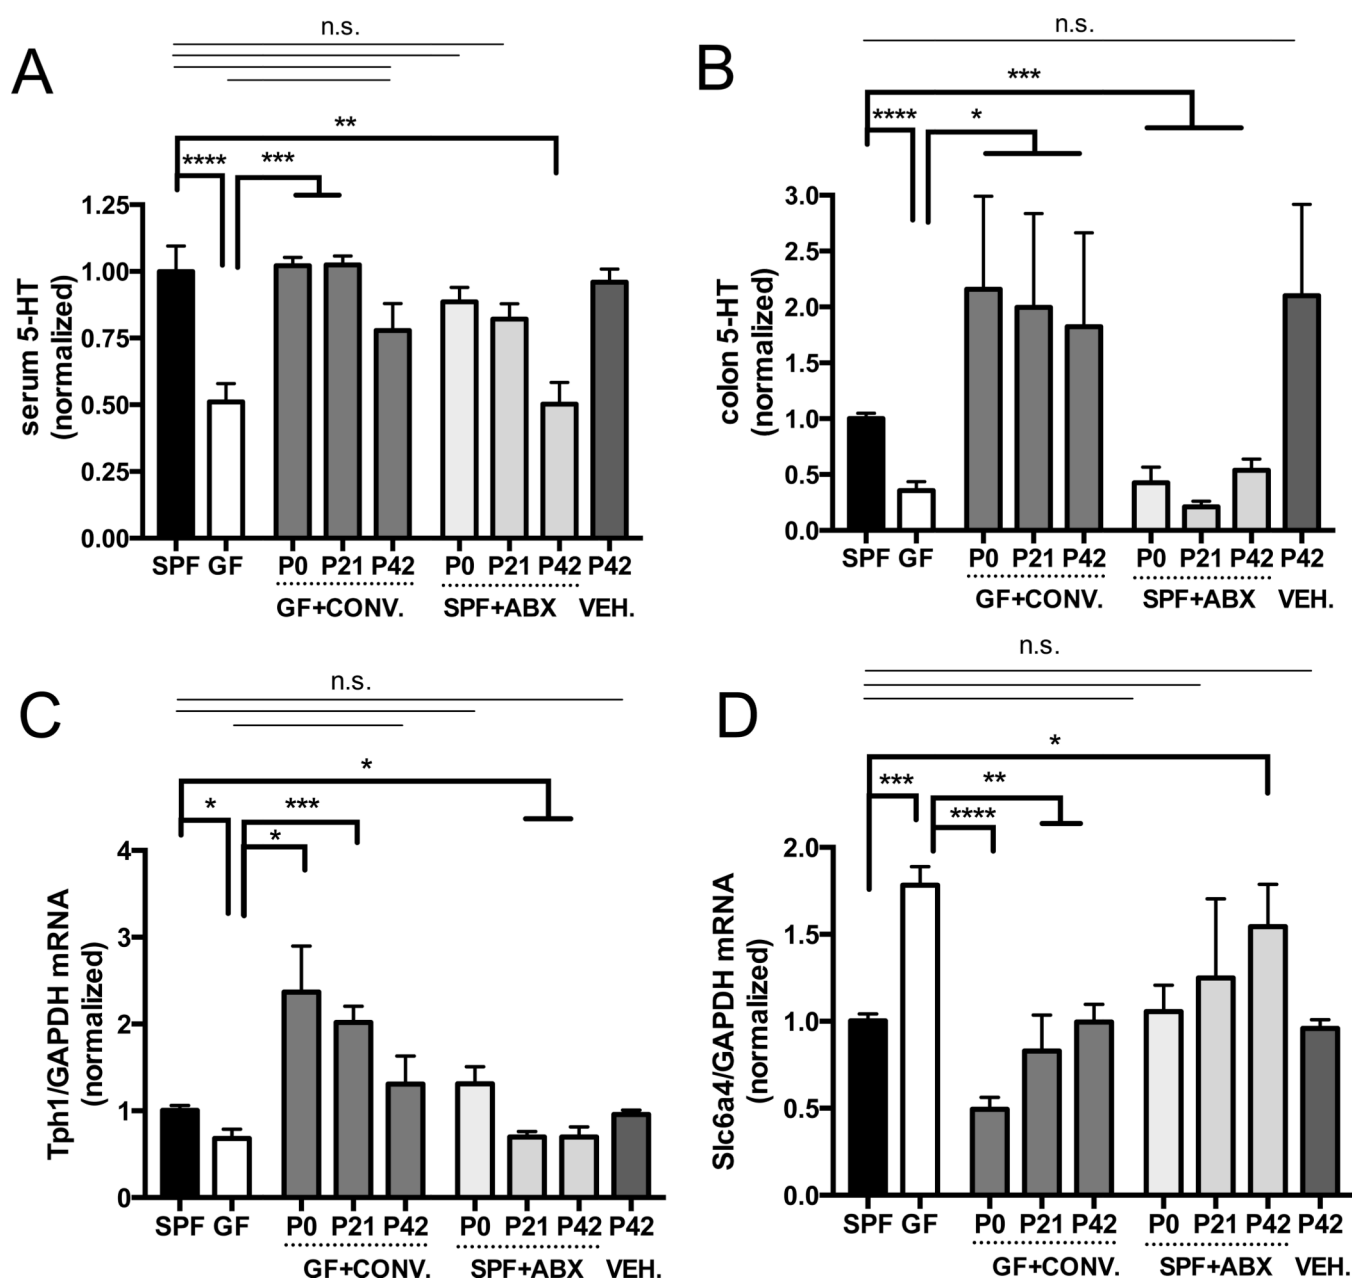 A
n.s.
**
**** ***
serum 5-HT
(normalized)
1.25
1.00
0.75
0.50
0.25
0.00
SPF GF P0 P21 P42 P0 P21 P42 P42
GF+CONV. SPF+ABX VEH.
B
n.s.
***
**** *
colon 5-HT
(normalized)
3.0
2.5
2.0
1.5
1.0
0.5
0.0
SPF GF P0 P21 P42 P0 P21 P42 P42
GF+CONV. SPF+ABX VEH.
C
n.s.
*
* ***
*
Tph1/GAPDH mRNA
(normalized)
4
3
2
1
0
SPF GF P0 P21 P42 P0 P21 P42 P42
GF+CONV. SPF+ABX VEH.
D
n.s.
*
*** **
****
Slc6a4/GAPDH mRNA
(normalized)
2.0
1.5
1.0
0.5
0.0
SPF GF P0 P21 P42 P0 P21 P42 P42
GF+CONV. SPF+ABX VEH.